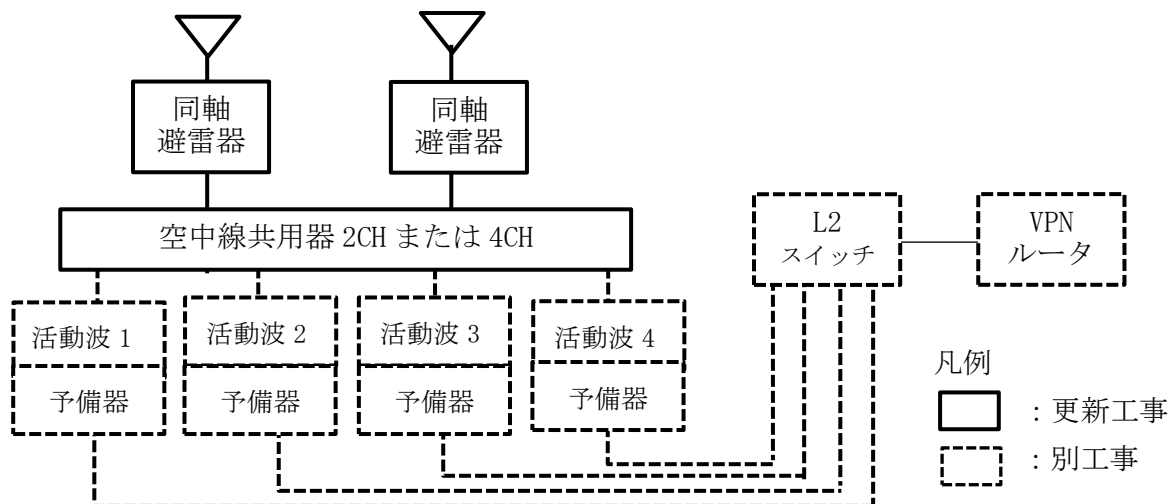 同軸
避雷器
同軸
避雷器
空中線共用器 2CH または 4CH
L2
スイッチ
VPN
ルータ
活動波 1
予備器
活動波 2
予備器
活動波 3
予備器
活動波 4
予備器
凡例
：更新工事
：別工事